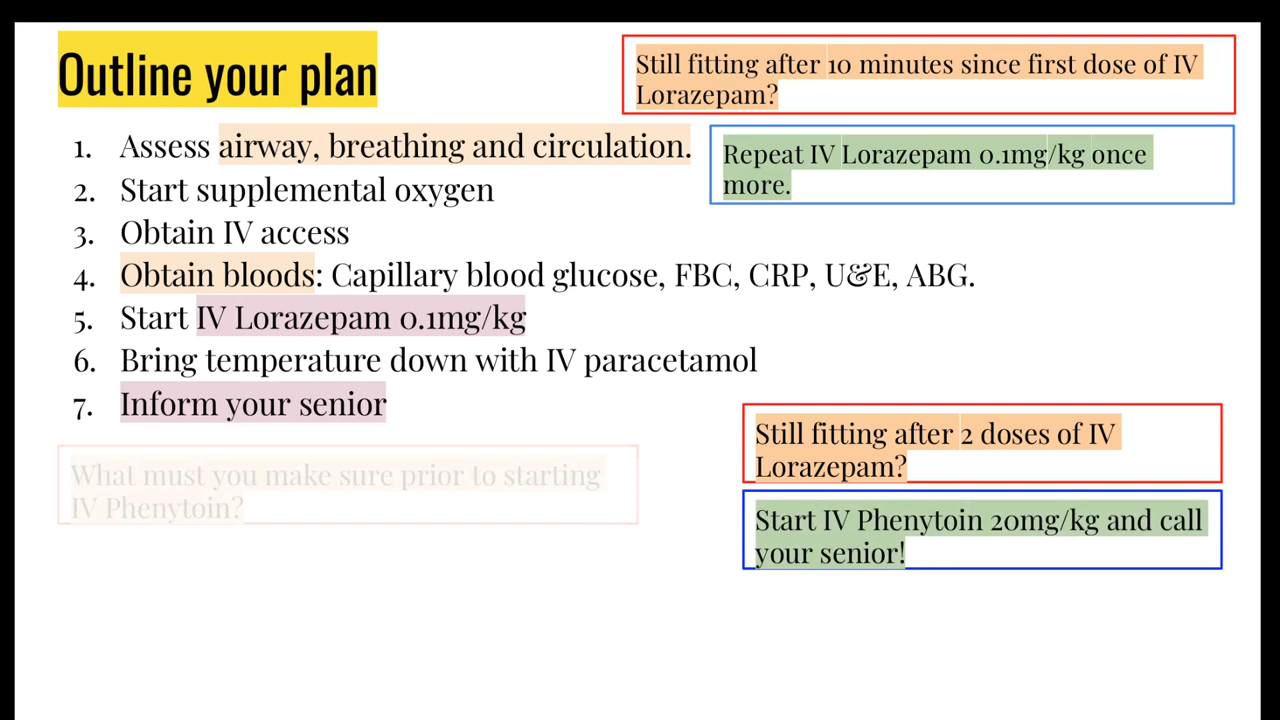 Outline your plan
1. Assess airway, breathing and circulation.
2. Start supplemental oxygen
3. Obtain IV access
4. Obtain bloods: Capillary blood glucose, FBC, CRP, U&E, ABG.
5. Start IV Lorazepam 0.1mg/kg
6. Bring temperature down with IV paracetamol
7. Inform your senior
Still fitting after 10 minutes since first dose of IV
Lorazepam?
Repeat IV Lorazepam 0.1mg/kg once
more.
Still fitting after 2 doses of IV
Lorazepam?
Start IV Phenytoin 20mg/kg and call
your senior!
What must you make sure prior to starting
IV Phenytoin?